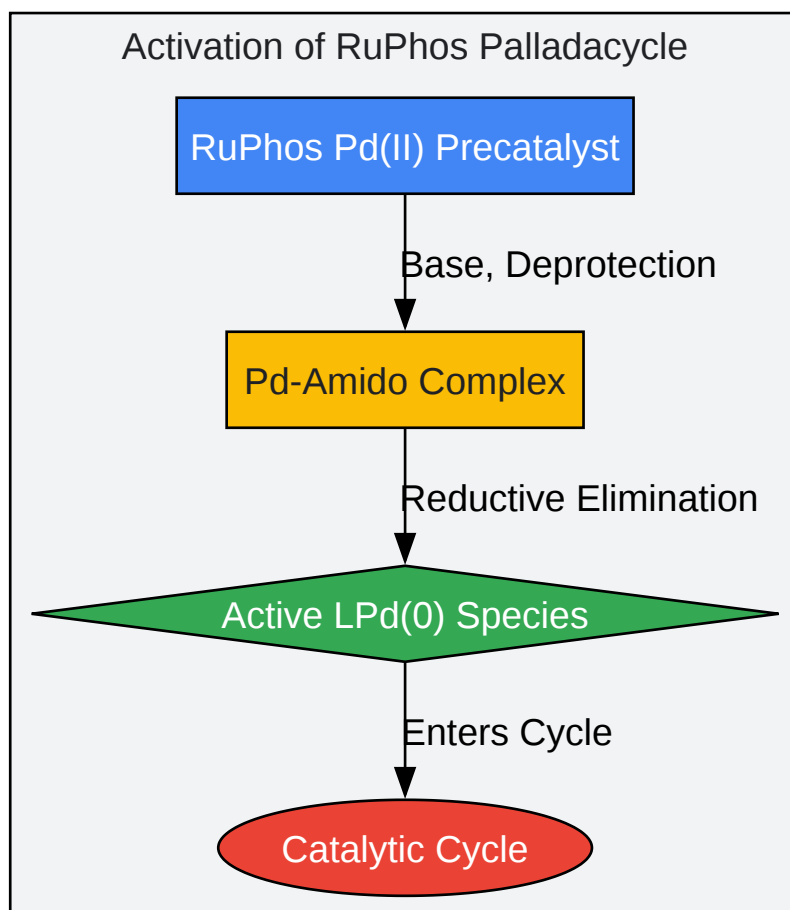 Activation of RuPhos Palladacycle
RuPhos Pd(II) Precatalyst
Base, Deprotection
Pd-Amido Complex
Reductive Elimination
Active LPd(0) Species
Enters Cycle
Catalytic Cycle